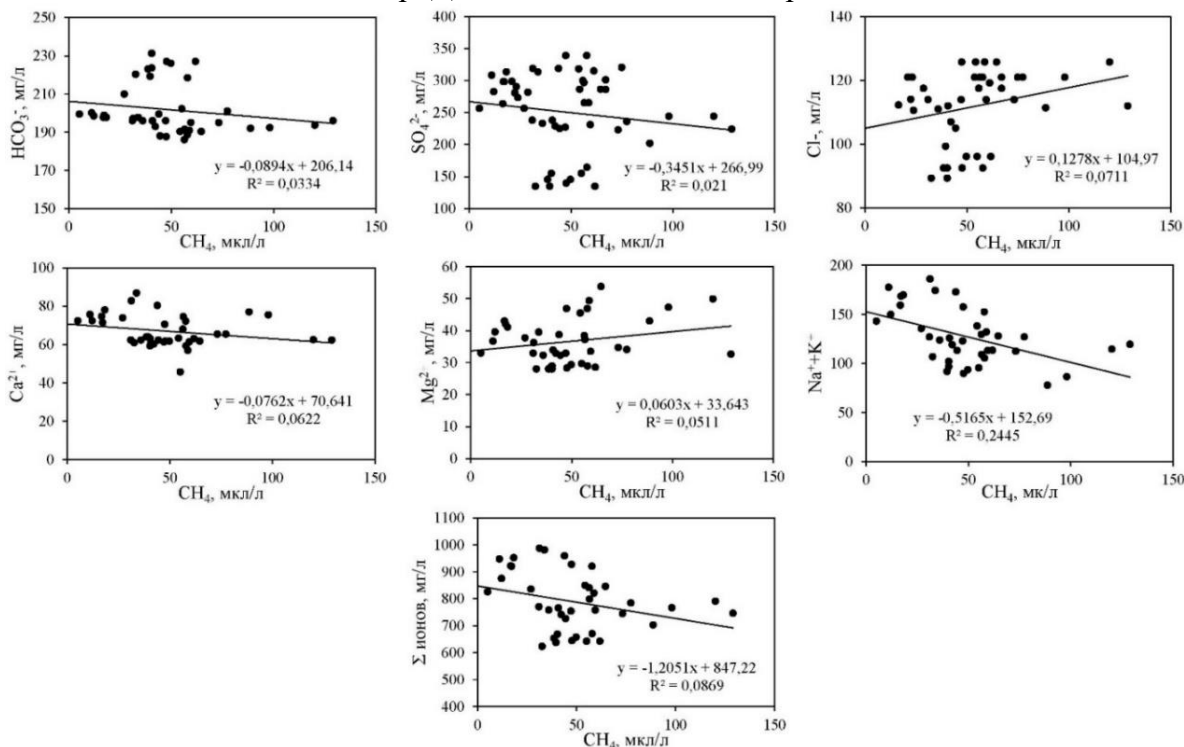 HCO₃⁻, мг/л
250
230
210
190
170
150
y = -0,0894x + 206,14
R² = 0,0334
0 50 100 150
CH₄, мкл/л
SO₄²⁻, мг/л
400
350
300
250
200
150
100
y = -0,3451x + 266,99
R² = 0,021
0 50 100 150
CH₄, мкл/л
Cl-, мг/л
140
120
100
80
y = 0,1278x + 104,97
R² = 0,0711
0 50 100 150
CH₄, мкл/л
Ca²⁺, мг/л
100
80
60
40
20
0
y = -0,0762x + 70,641
R² = 0,0622
0 50 100 150
CH₄, мкл/л
Mg²⁻, мг/л
60
50
40
30
20
10
0
y = 0,0603x + 33,643
R² = 0,0511
0 50 100 150
CH₄, мкл/л
Na⁺+K⁻
200
150
100
50
0
y = -0,5165x + 152,69
R² = 0,2445
0 50 100 150
CH₄, мкл/л
Σ ионов, мг/л
1100
1000
900
800
700
600
500
400
y = -1,2051x + 847,22
R² = 0,0869
0 50 100 150
CH₄, мкл/л